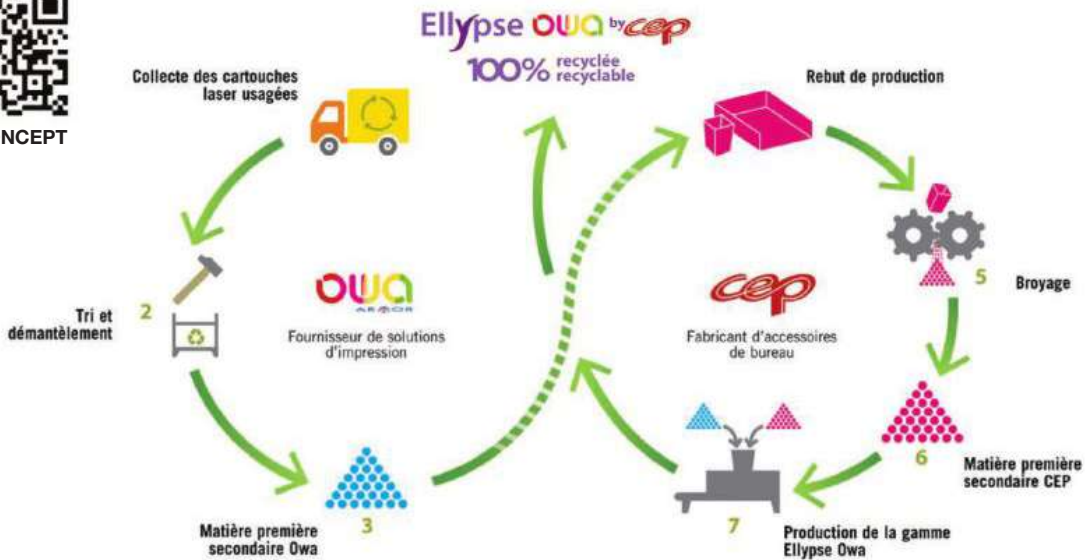 NCEPT
Ellypse owa by cep
100% recyclée
recyclable
Collecte des cartouches
laser usagées
Rebut de production
2
Tri et
démantèlement
owa
ARMOR
Fournisseur de solutions
d'impression
cep
Fabricant d'accessoires
de bureau
5
Broyage
3
Matière première
secondaire Owa
6
Matière première
secondaire CEP
7
Production de la gamme
Ellypse Owa